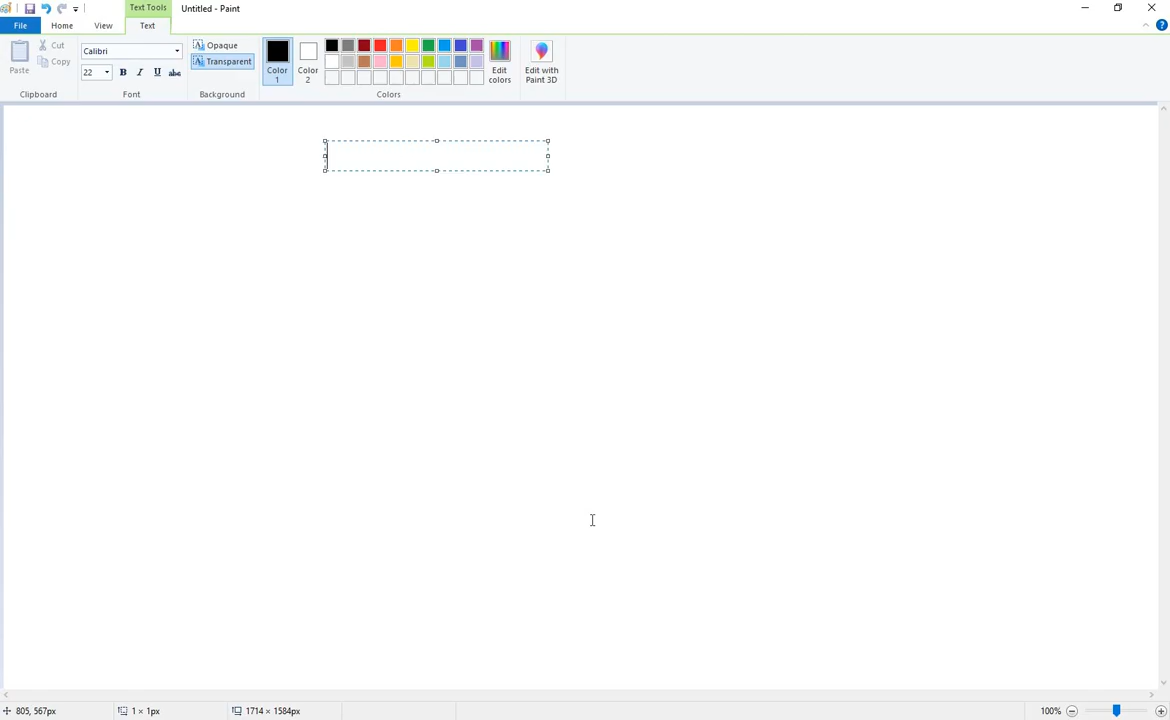 Text Tools
Untitled - Paint
File
Home
View
Text
Paste
Cut
Copy
Clipboard
Calibri
22
B
I
U
abc
Font
A Opaque
A Transparent
Background
Color
1
Color
2
Edit
colors
Colors
Edit with
Paint 3D
805, 567px
1 × 1px
1714 × 1584px
100%